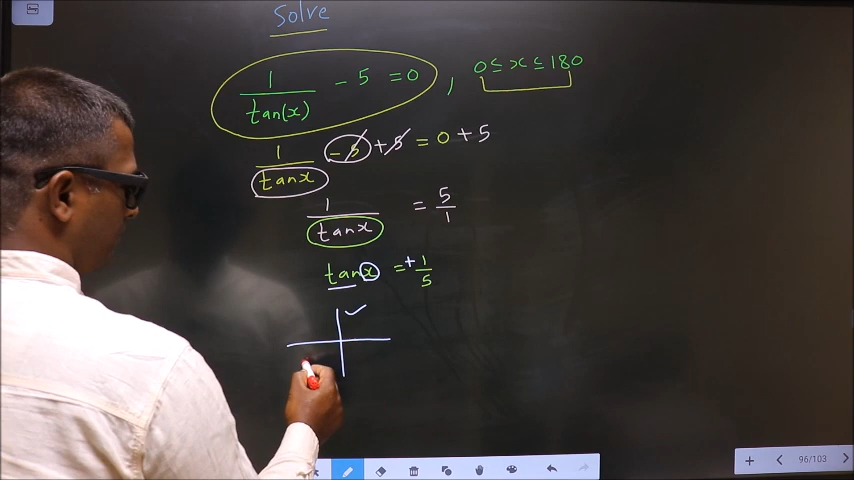 Solve
1/tan(x) - 5 = 0 , 0 ≤ x ≤ 180
1/tanx - 5 + 5 = 0 + 5
1/tanx = 5/1
tanx = + 1/5
96/103